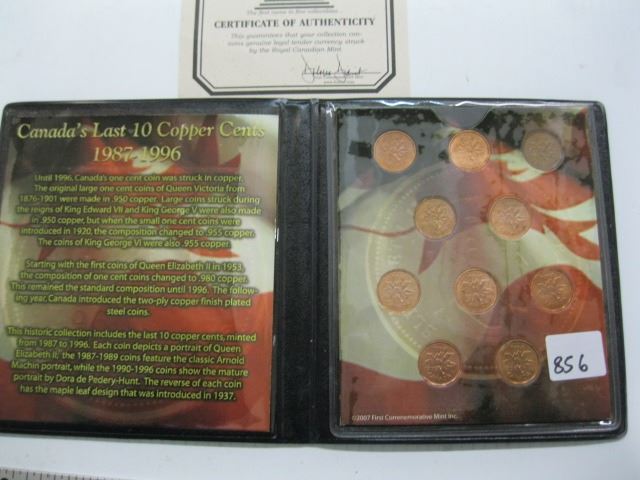 The first name in fine collectibles.
CERTIFICATE OF AUTHENTICITY
This guarantees that your collection con-
tains genuine legal tender currency struck
by the Royal Canadian Mint.
Canada's Last 10 Copper Cents
1987-1996
Until 1996, Canada's one cent coin was struck in copper.
The original large one cent coins of Queen Victoria from
1876-1901 were made in .950 copper. Large coins struck during
the reigns of King Edward VII and King George V were also made
in .950 copper, but when the small one cent coins were
introduced in 1920, the composition changed to .955 copper.
The coins of King George VI were also .955 copper.
Starting with the first coins of Queen Elizabeth II in 1953,
the composition of one cent coins changed to .980 copper.
This remained the standard composition until 1996. The follow-
ing year, Canada introduced the two-ply copper finish plated
steel coins.
This historic collection includes the last 10 copper cents, minted
from 1987 to 1996. Each coin depicts a portrait of Queen
Elizabeth II, the 1987-1989 coins feature the classic Arnold
Machin portrait, while the 1990-1996 coins show the mature
portrait by Dora de Pedery-Hunt. The reverse of each coin
has the maple leaf design that was introduced in 1937.
856
©2007 First Commemorative Mint Inc.